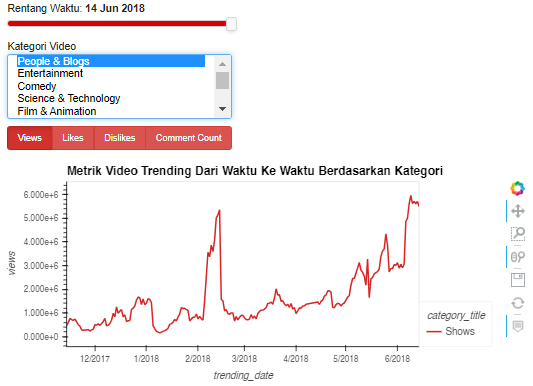 Rentang Waktu: 14 Jun 2018
Kategori Video
People & Blogs
Entertainment
Comedy
Science & Technology
Film & Animation
Views Likes Dislikes Comment Count
Metrik Video Trending Dari Waktu Ke Waktu Berdasarkan Kategori
6.000e+6
5.000e+6
4.000e+6
3.000e+6
2.000e+6
1.000e+6
0.000e+0
views
12/2017 1/2018 2/2018 3/2018 4/2018 5/2018 6/2018
trending_date
category_title
Shows